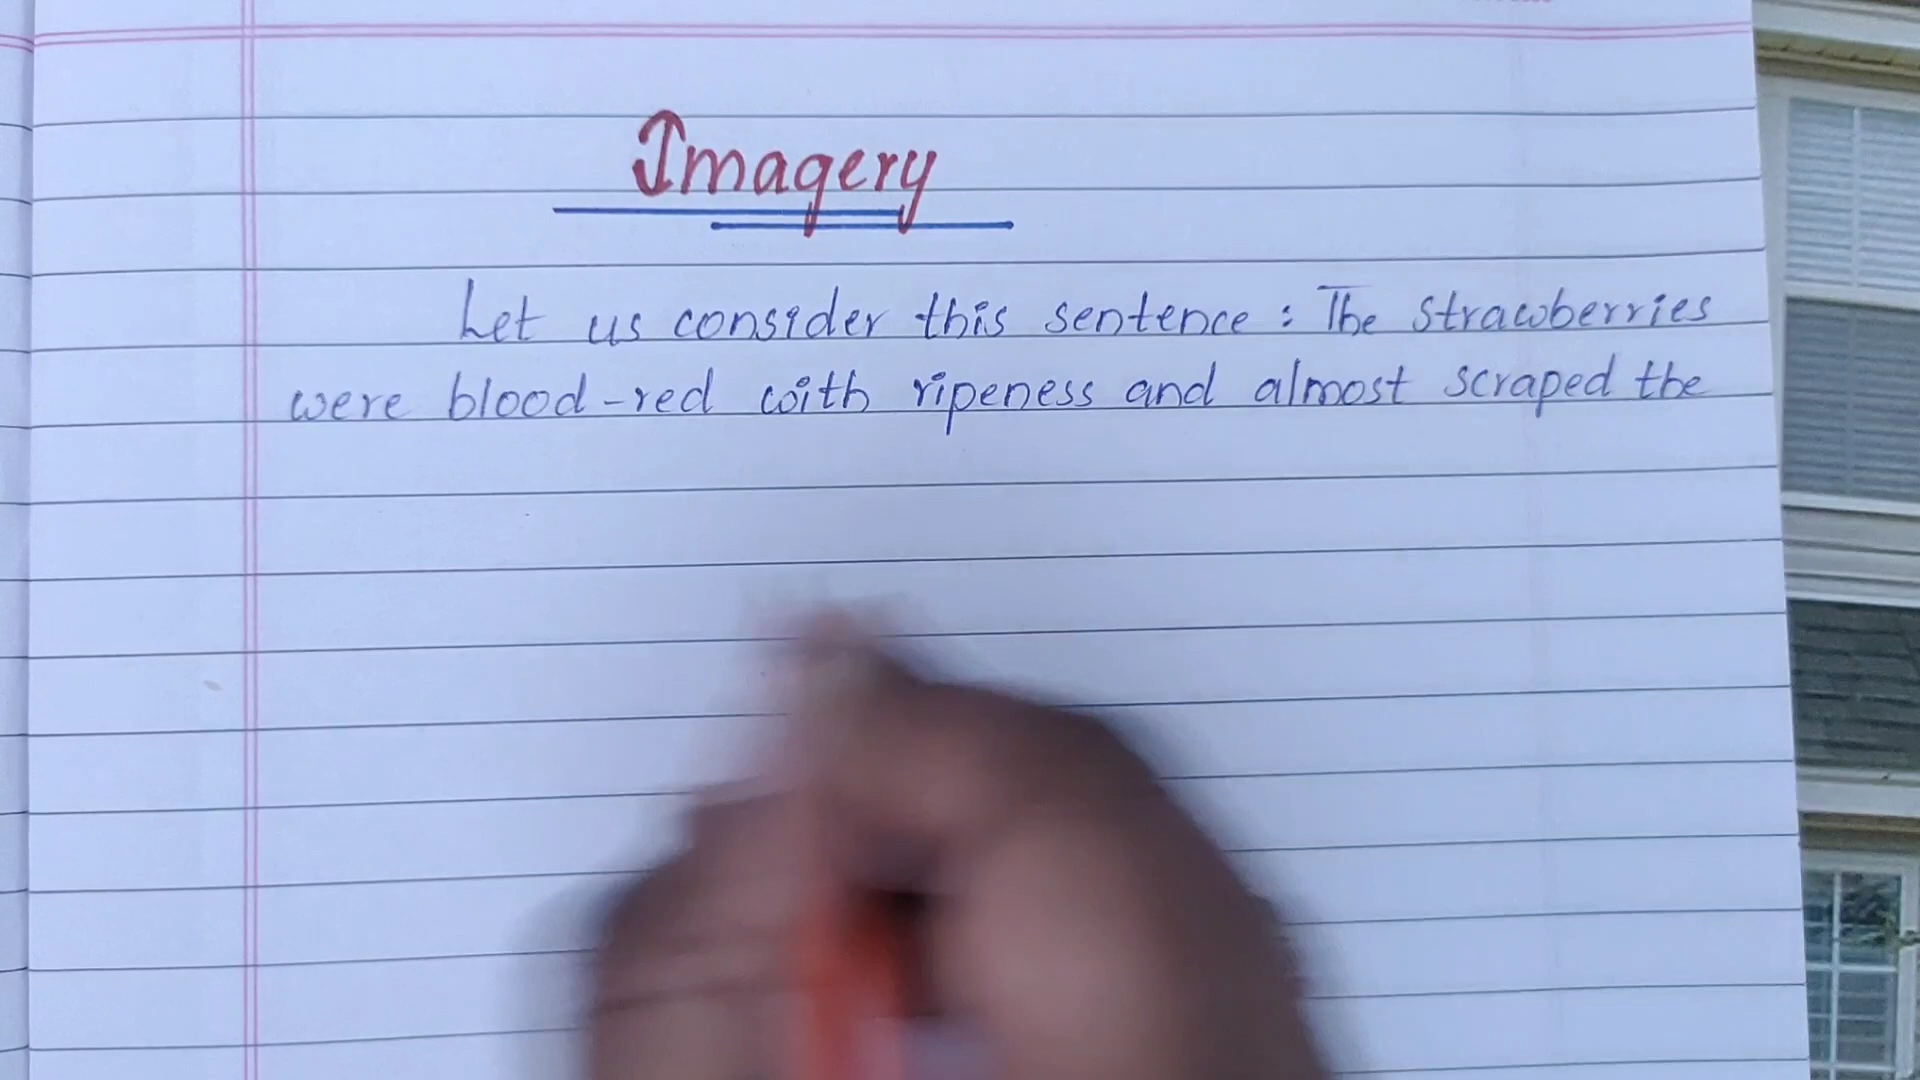 Imagery
Let us consider this sentence : The strawberries
were blood-red with ripeness and almost scraped the